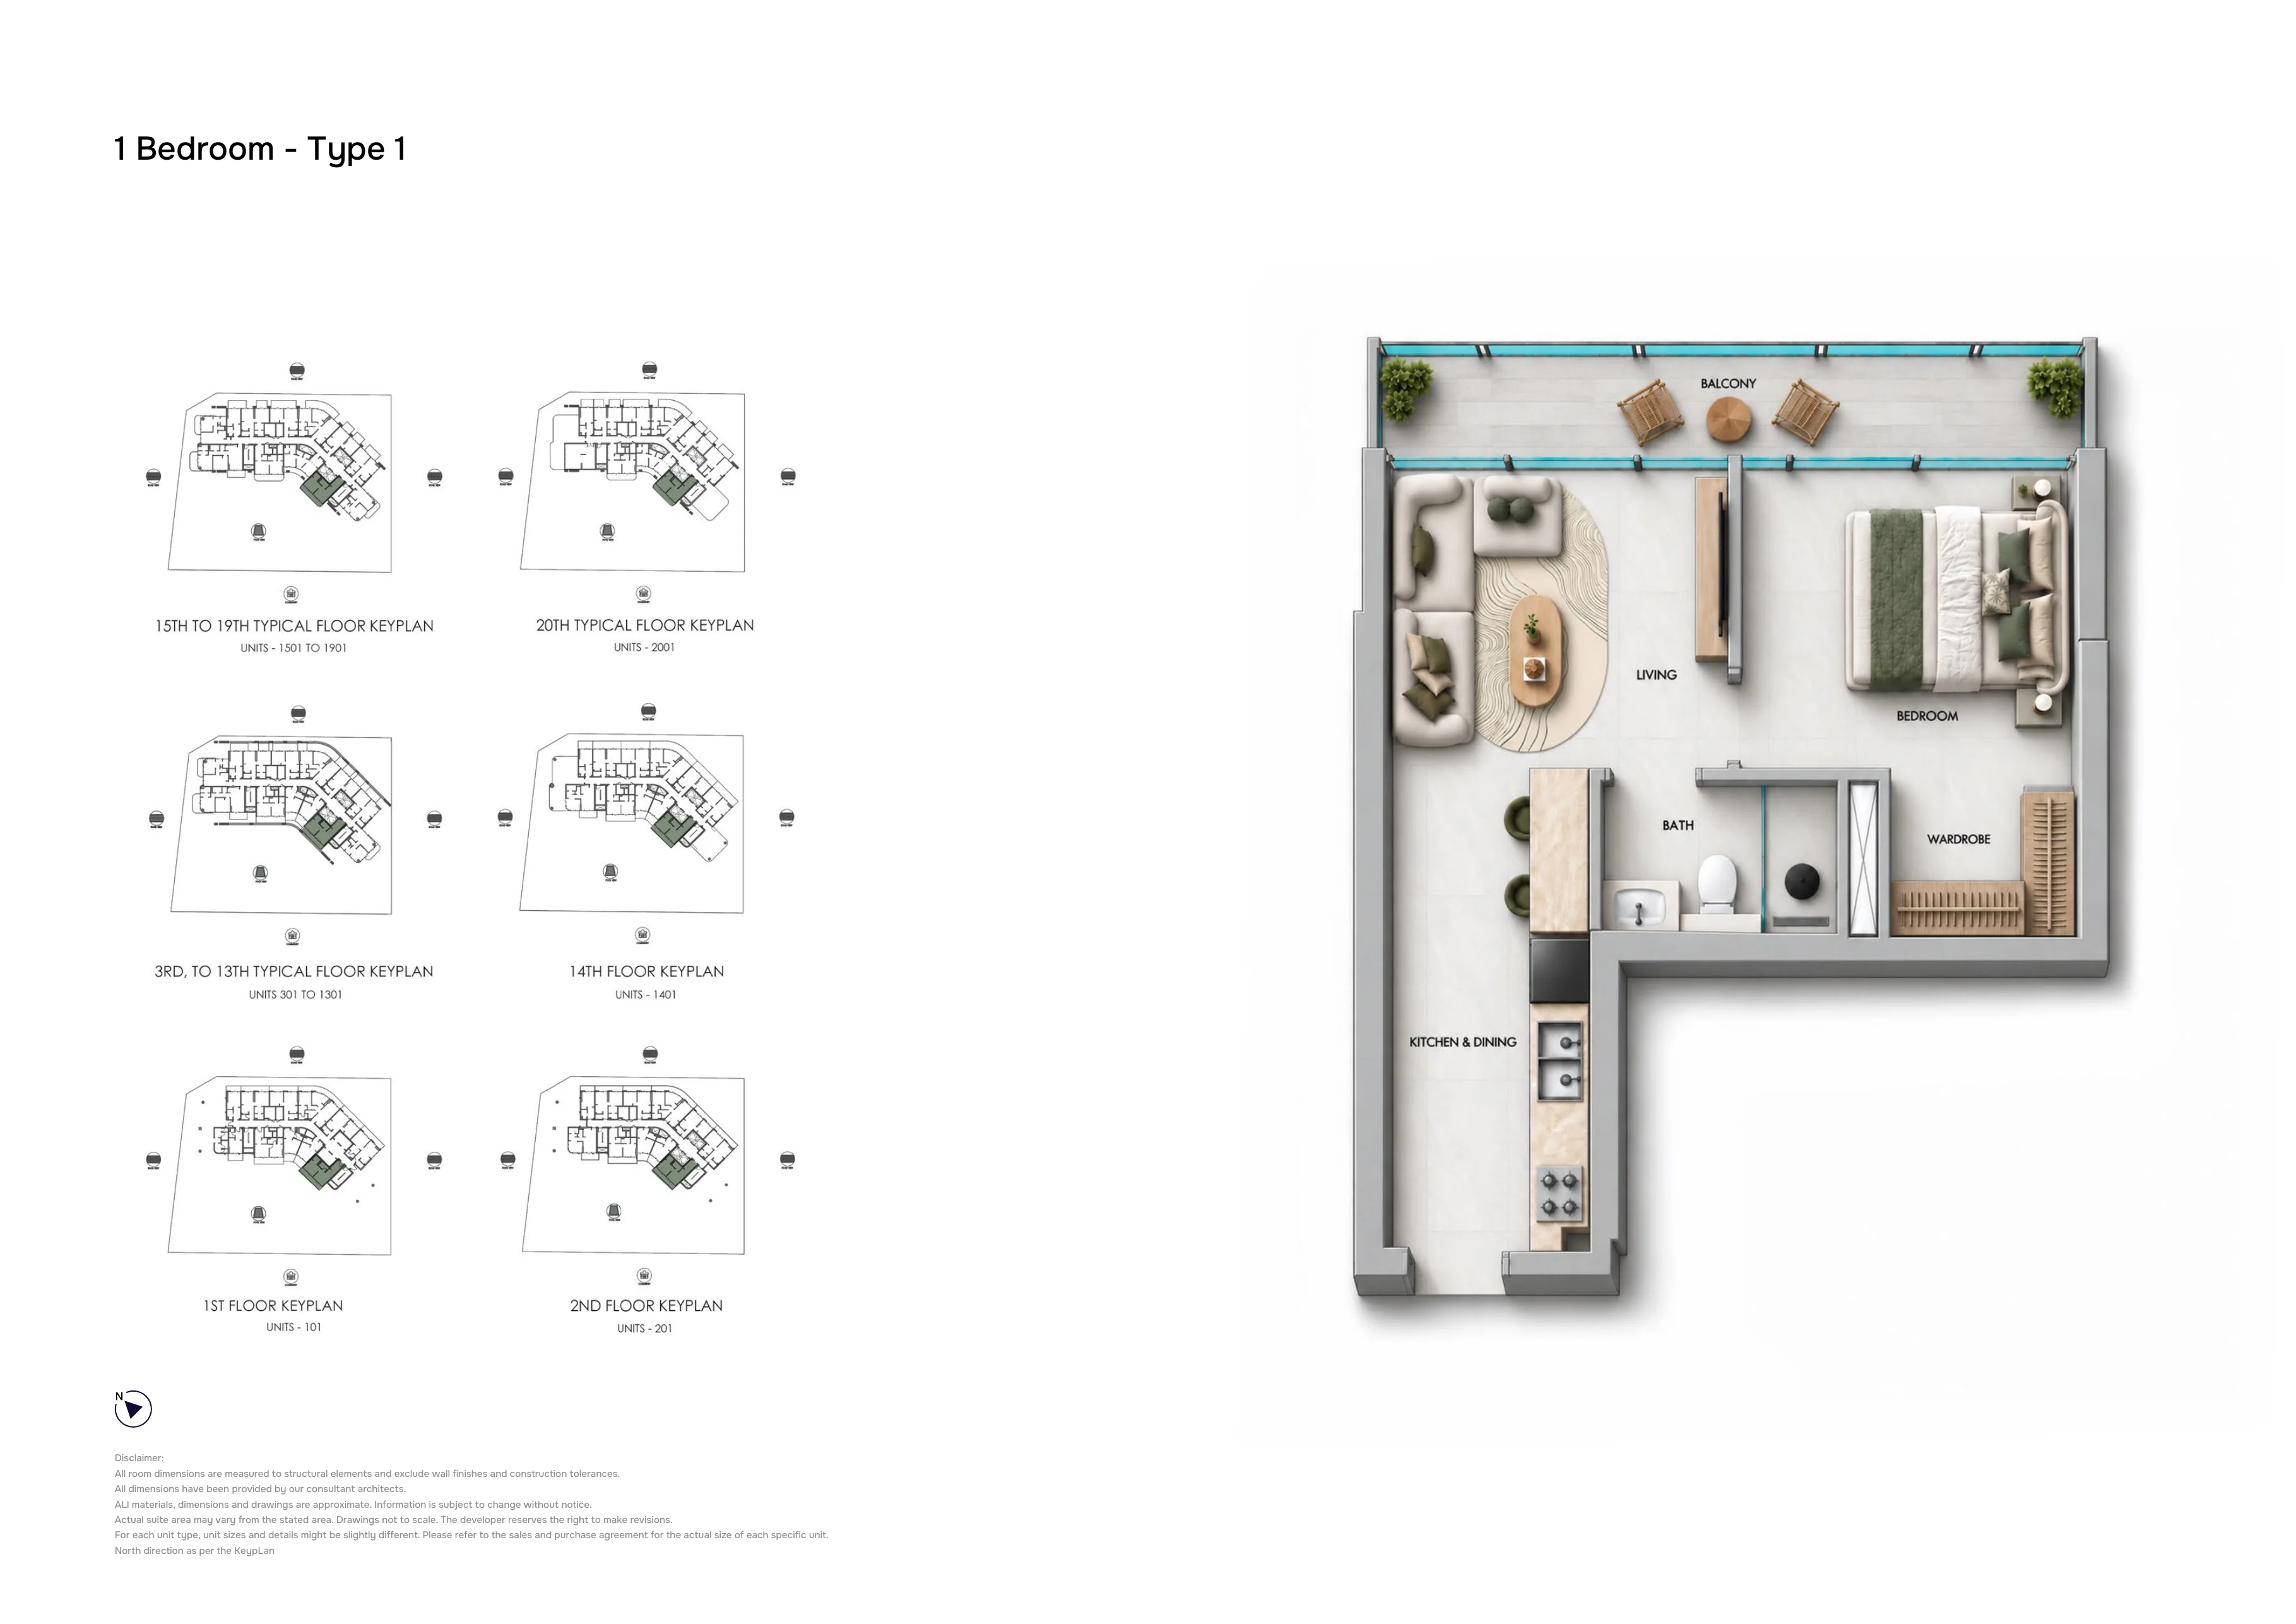 1 Bedroom - Type 1
15TH TO 19TH TYPICAL FLOOR KEYPLAN
UNITS - 1501 TO 1901
20TH TYPICAL FLOOR KEYPLAN
UNITS - 2001
3RD, TO 13TH TYPICAL FLOOR KEYPLAN
UNITS 301 TO 1301
14TH FLOOR KEYPLAN
UNITS - 1401
1ST FLOOR KEYPLAN
UNITS - 101
2ND FLOOR KEYPLAN
UNITS - 201
BALCONY
LIVING
BEDROOM
BATH
WARDROBE
KITCHEN & DINING
N
Disclaimer:
All room dimensions are measured to structural elements and exclude wall finishes and construction tolerances.
All dimensions have been provided by our consultant architects.
ALl materials, dimensions and drawings are approximate. Information is subject to change without notice.
Actual suite area may vary from the stated area. Drawings not to scale. The developer reserves the right to make revisions.
For each unit type, unit sizes and details might be slightly different. Please refer to the sales and purchase agreement for the actual size of each specific unit.
North direction as per the KeypLan